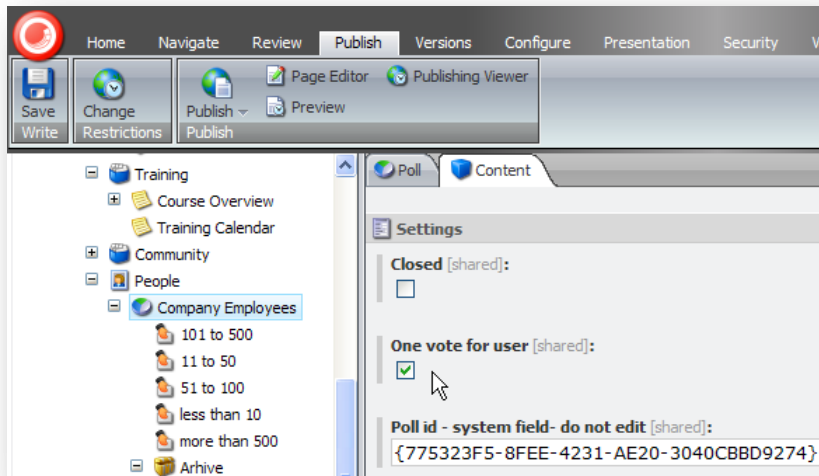 Home Navigate Review Publish Versions Configure Presentation Security V
Save Change Publish Page Editor Publishing Viewer
Preview
Write Restrictions Publish
Training
Course Overview
Training Calendar
Community
People
Company Employees
101 to 500
11 to 50
51 to 100
less than 10
more than 500
Arhive
Poll Content
Settings
Closed [shared]:
One vote for user [shared]:
Poll id - system field- do not edit [shared]:
{775323F5-8FEE-4231-AE20-3040CBBD9274}